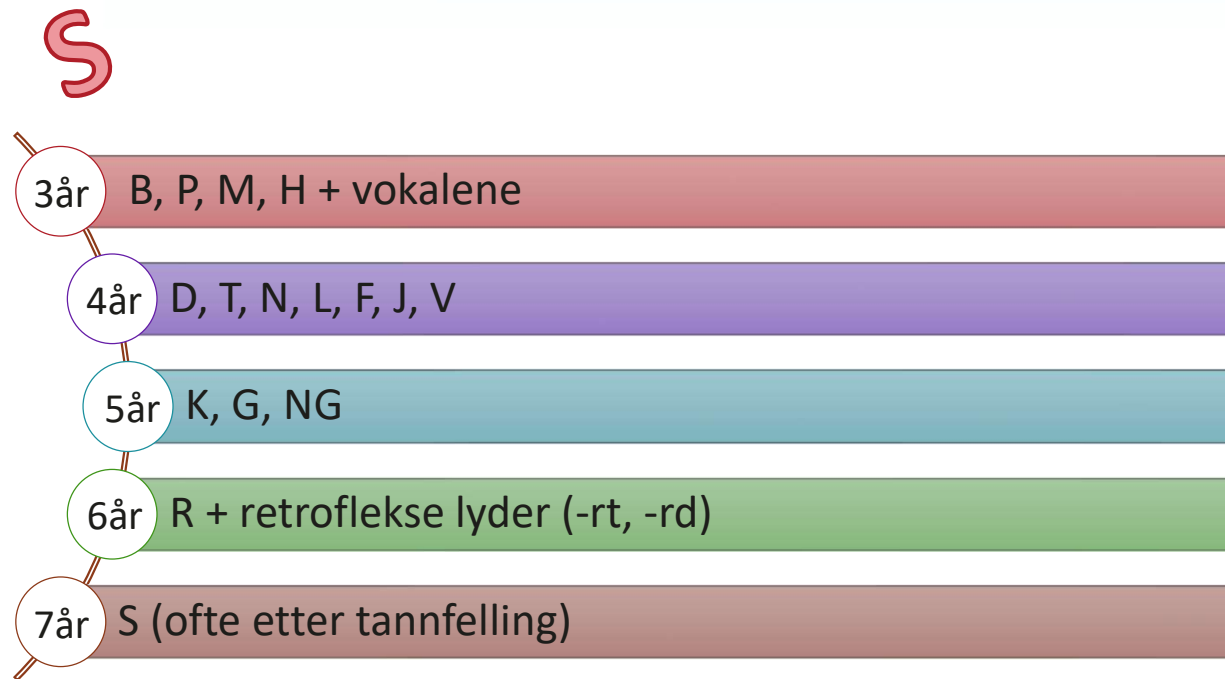 S
3år B, P, M, H + vokalene
4år D, T, N, L, F, J, V
5år K, G, NG
6år R + retroflekse lyder (-rt, -rd)
7år S (ofte etter tannfelling)